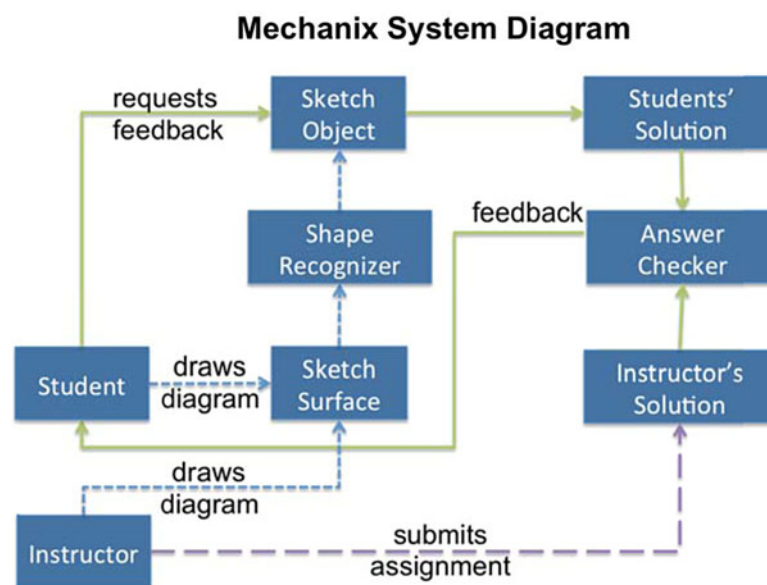 Mechanix System Diagram
requests
feedback
Sketch
Object
Students'
Solution
feedback
Shape
Recognizer
Answer
Checker
Student
draws
diagram
Sketch
Surface
Instructor's
Solution
draws
diagram
Instructor
submits
assignment